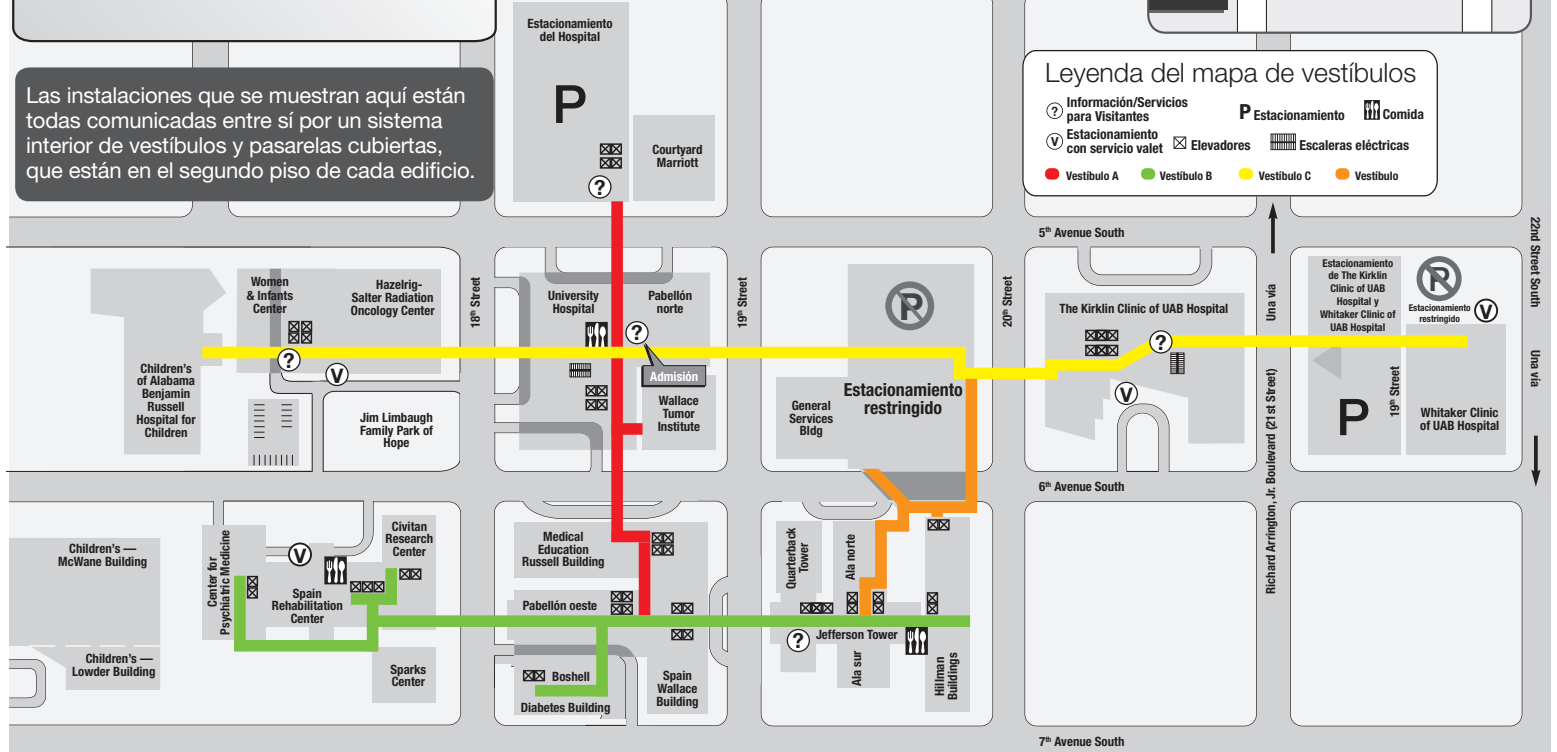 Estacionamiento
del Hospital
P
Courtyard
Marriott
?
Las instalaciones que se muestran aquí están
todas comunicadas entre sí por un sistema
interior de vestíbulos y pasarelas cubiertas,
que están en el segundo piso de cada edificio.
Leyenda del mapa de vestíbulos
? Información/Servicios
para Visitantes
P Estacionamiento
Comida
V Estacionamiento
con servicio valet
Elevadores
Escaleras eléctricas
Vestíbulo A
Vestíbulo B
Vestíbulo C
Vestíbulo
5th Avenue South
22nd Street South
Una vía
Women
& Infants
Center
Hazelrig-
Salter Radiation
Oncology Center
?
V
18th Street
University
Hospital
Pabellón
norte
?
Admisión
Wallace
Tumor
Institute
19th Street
P
20th Street
The Kirklin Clinic of UAB Hospital
?
V
Una vía
Estacionamiento
de The Kirklin
Clinic of UAB
Hospital y
Whitaker Clinic of
UAB Hospital
P
Estacionamiento
restringido
V
Children's
of Alabama
Benjamin
Russell
Hospital for
Children
Jim Limbaugh
Family Park of
Hope
General
Services
Bldg
Estacionamiento
restringido
Richard Arrington, Jr. Boulevard (21st Street)
P
19th Street
Whitaker Clinic
of UAB Hospital
6th Avenue South
Children's —
McWane Building
Center for
Psychiatric Medicine
V
Civitan
Research
Center
Spain
Rehabilitation
Center
Children's —
Lowder Building
Sparks
Center
Medical
Education
Russell Building
Pabellón oeste
Boshell
Diabetes Building
Spain
Wallace
Building
Quarterback
Tower
Ala norte
?
Jefferson Tower
Ala sur
Hillman
Buildings
7th Avenue South